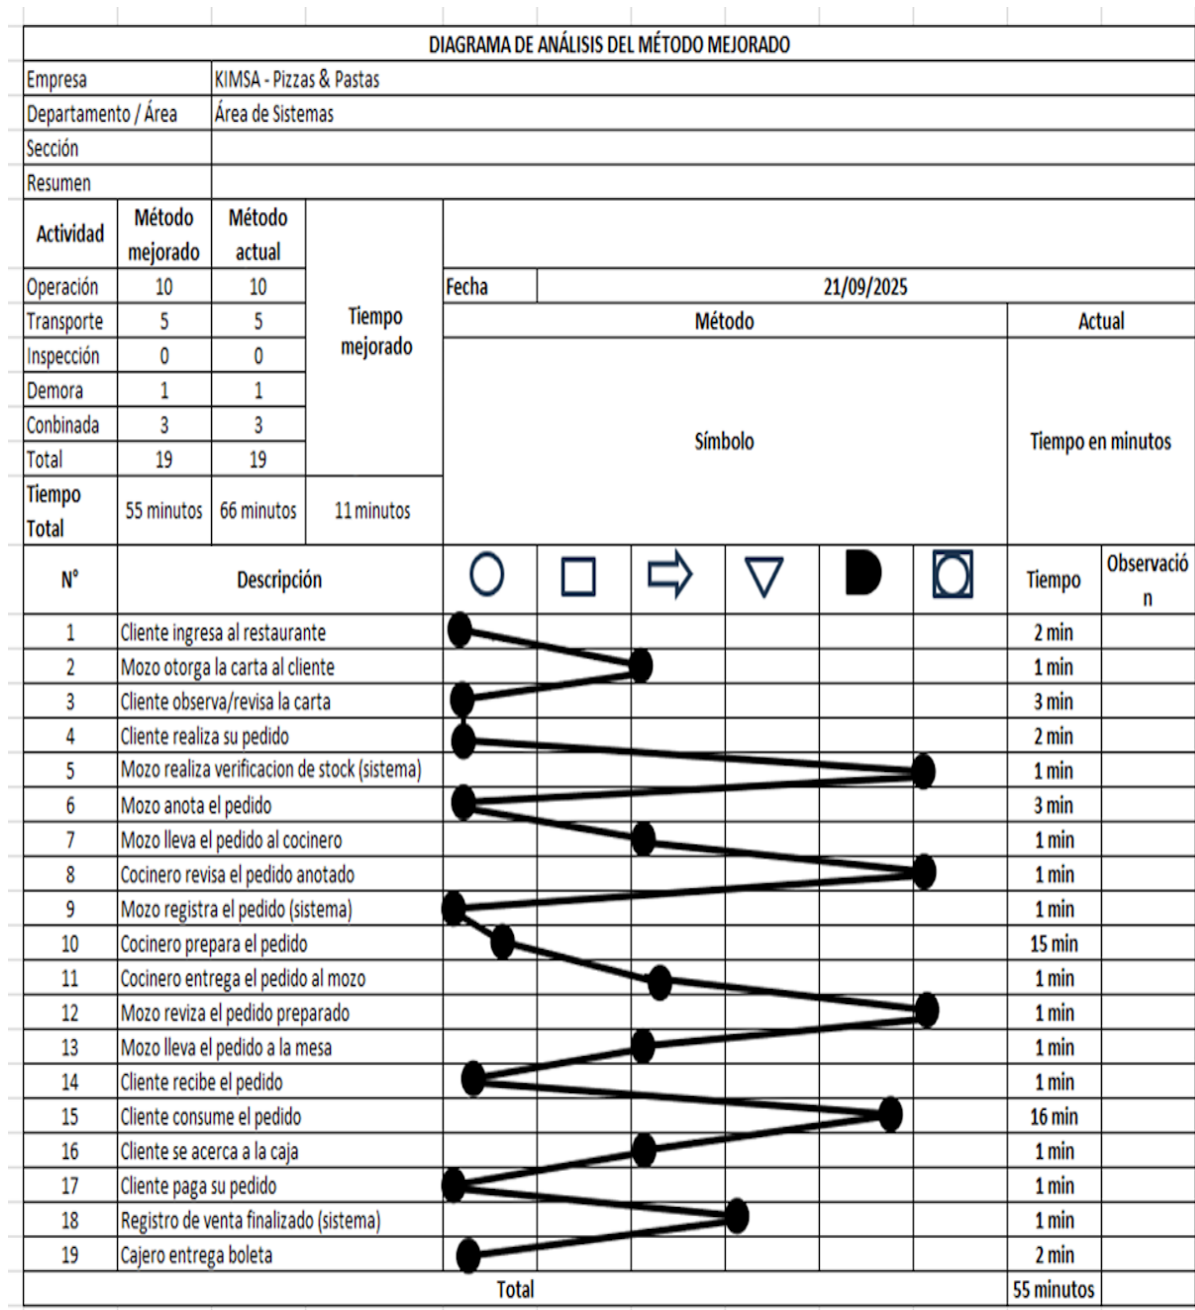 DIAGRAMA DE ANÁLISIS DEL MÉTODO MEJORADO
Empresa KIMSA - Pizzas & Pastas
Departamento / Área Área de Sistemas
Sección
Resumen
Actividad Método mejorado Método actual Tiempo mejorado
Operación 10 10 Fecha 21/09/2025
Transporte 5 5 Método Actual
Inspección 0 0
Demora 1 1
Conbinada 3 3 Símbolo Tiempo en minutos
Total 19 19
Tiempo Total 55 minutos 66 minutos 11 minutos
N° Descripción Tiempo Observación
1 Cliente ingresa al restaurante 2 min
2 Mozo otorga la carta al cliente 1 min
3 Cliente observa/revisa la carta 3 min
4 Cliente realiza su pedido 2 min
5 Mozo realiza verificacion de stock (sistema) 1 min
6 Mozo anota el pedido 3 min
7 Mozo lleva el pedido al cocinero 1 min
8 Cocinero revisa el pedido anotado 1 min
9 Mozo registra el pedido (sistema) 1 min
10 Cocinero prepara el pedido 15 min
11 Cocinero entrega el pedido al mozo 1 min
12 Mozo reviza el pedido preparado 1 min
13 Mozo lleva el pedido a la mesa 1 min
14 Cliente recibe el pedido 1 min
15 Cliente consume el pedido 16 min
16 Cliente se acerca a la caja 1 min
17 Cliente paga su pedido 1 min
18 Registro de venta finalizado (sistema) 1 min
19 Cajero entrega boleta 2 min
Total 55 minutos